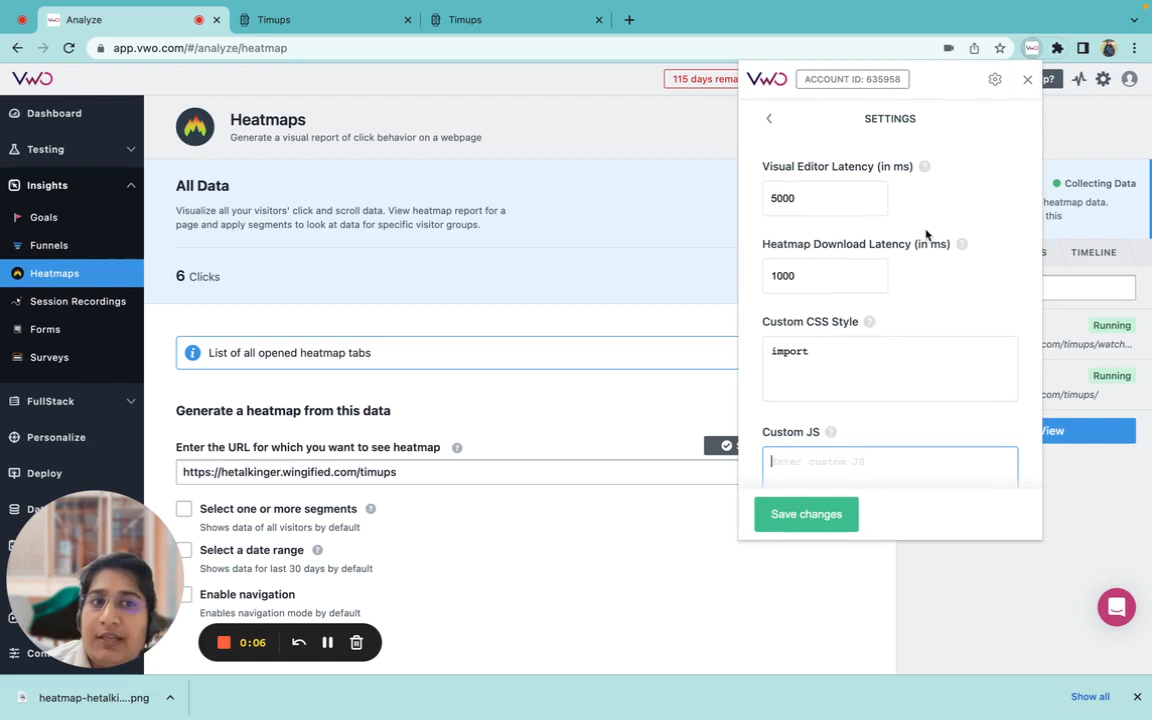 Analyze
Timups
Timups
app.vwo.com/#/analyze/heatmap
VWO
115 days rema
p?
Dashboard
Testing
Insights
Goals
Funnels
Heatmaps
Session Recordings
Forms
Surveys
FullStack
Personalize
Deploy
Da
Con
Heatmaps
Generate a visual report of click behavior on a webpage
All Data
Visualize all your visitors' click and scroll data. View heatmap report for a
page and apply segments to look at data for specific visitor groups.
6 Clicks
List of all opened heatmap tabs
Generate a heatmap from this data
Enter the URL for which you want to see heatmap ?
https://hetalkinger.wingified.com/timups
Select one or more segments ?
Shows data of all visitors by default
Select a date range ?
Shows data for last 30 days by default
Enable navigation
Enables navigation mode by default
0:06
VWO ACCOUNT ID: 635958
SETTINGS
Visual Editor Latency (in ms) ?
5000
Heatmap Download Latency (in ms) ?
1000
Custom CSS Style ?
import
Custom JS ?
Enter custom JS
Save changes
Collecting Data
heatmap data.
this
S TIMELINE
Running
com/timups/watch...
Running
com/timups/
View
heatmap-hetalki....png
Show all